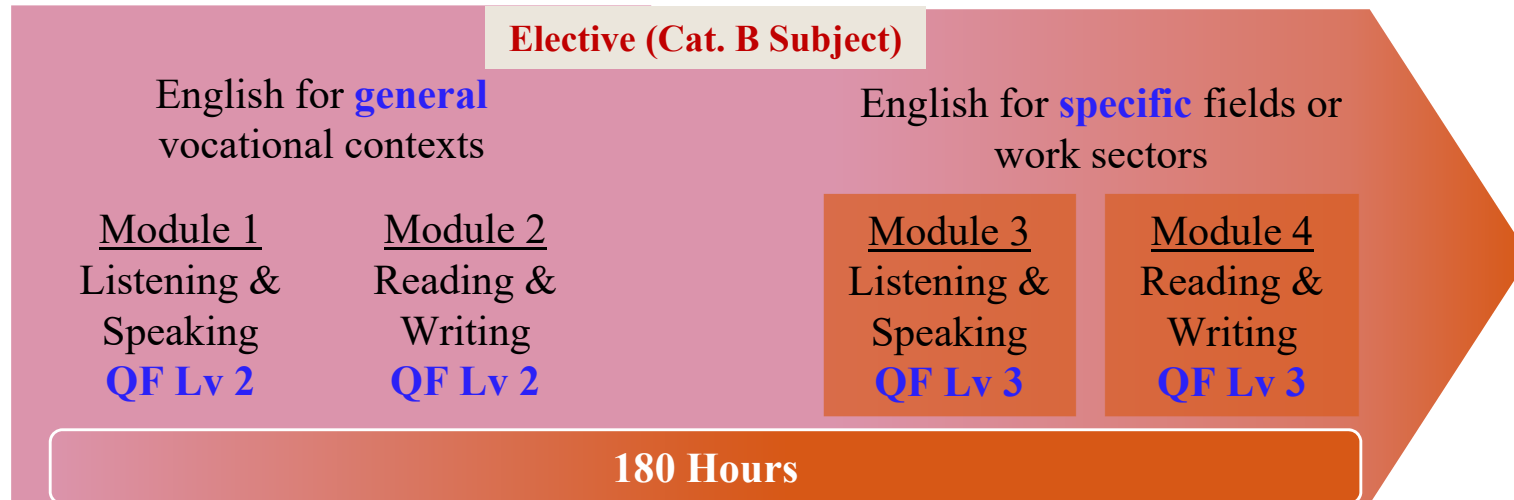 Elective (Cat. B Subject)
English for general
vocational contexts
English for specific fields or
work sectors
Module 1
Listening &
Speaking
QF Lv 2
Module 2
Reading &
Writing
QF Lv 2
Module 3
Listening &
Speaking
QF Lv 3
Module 4
Reading &
Writing
QF Lv 3
180 Hours